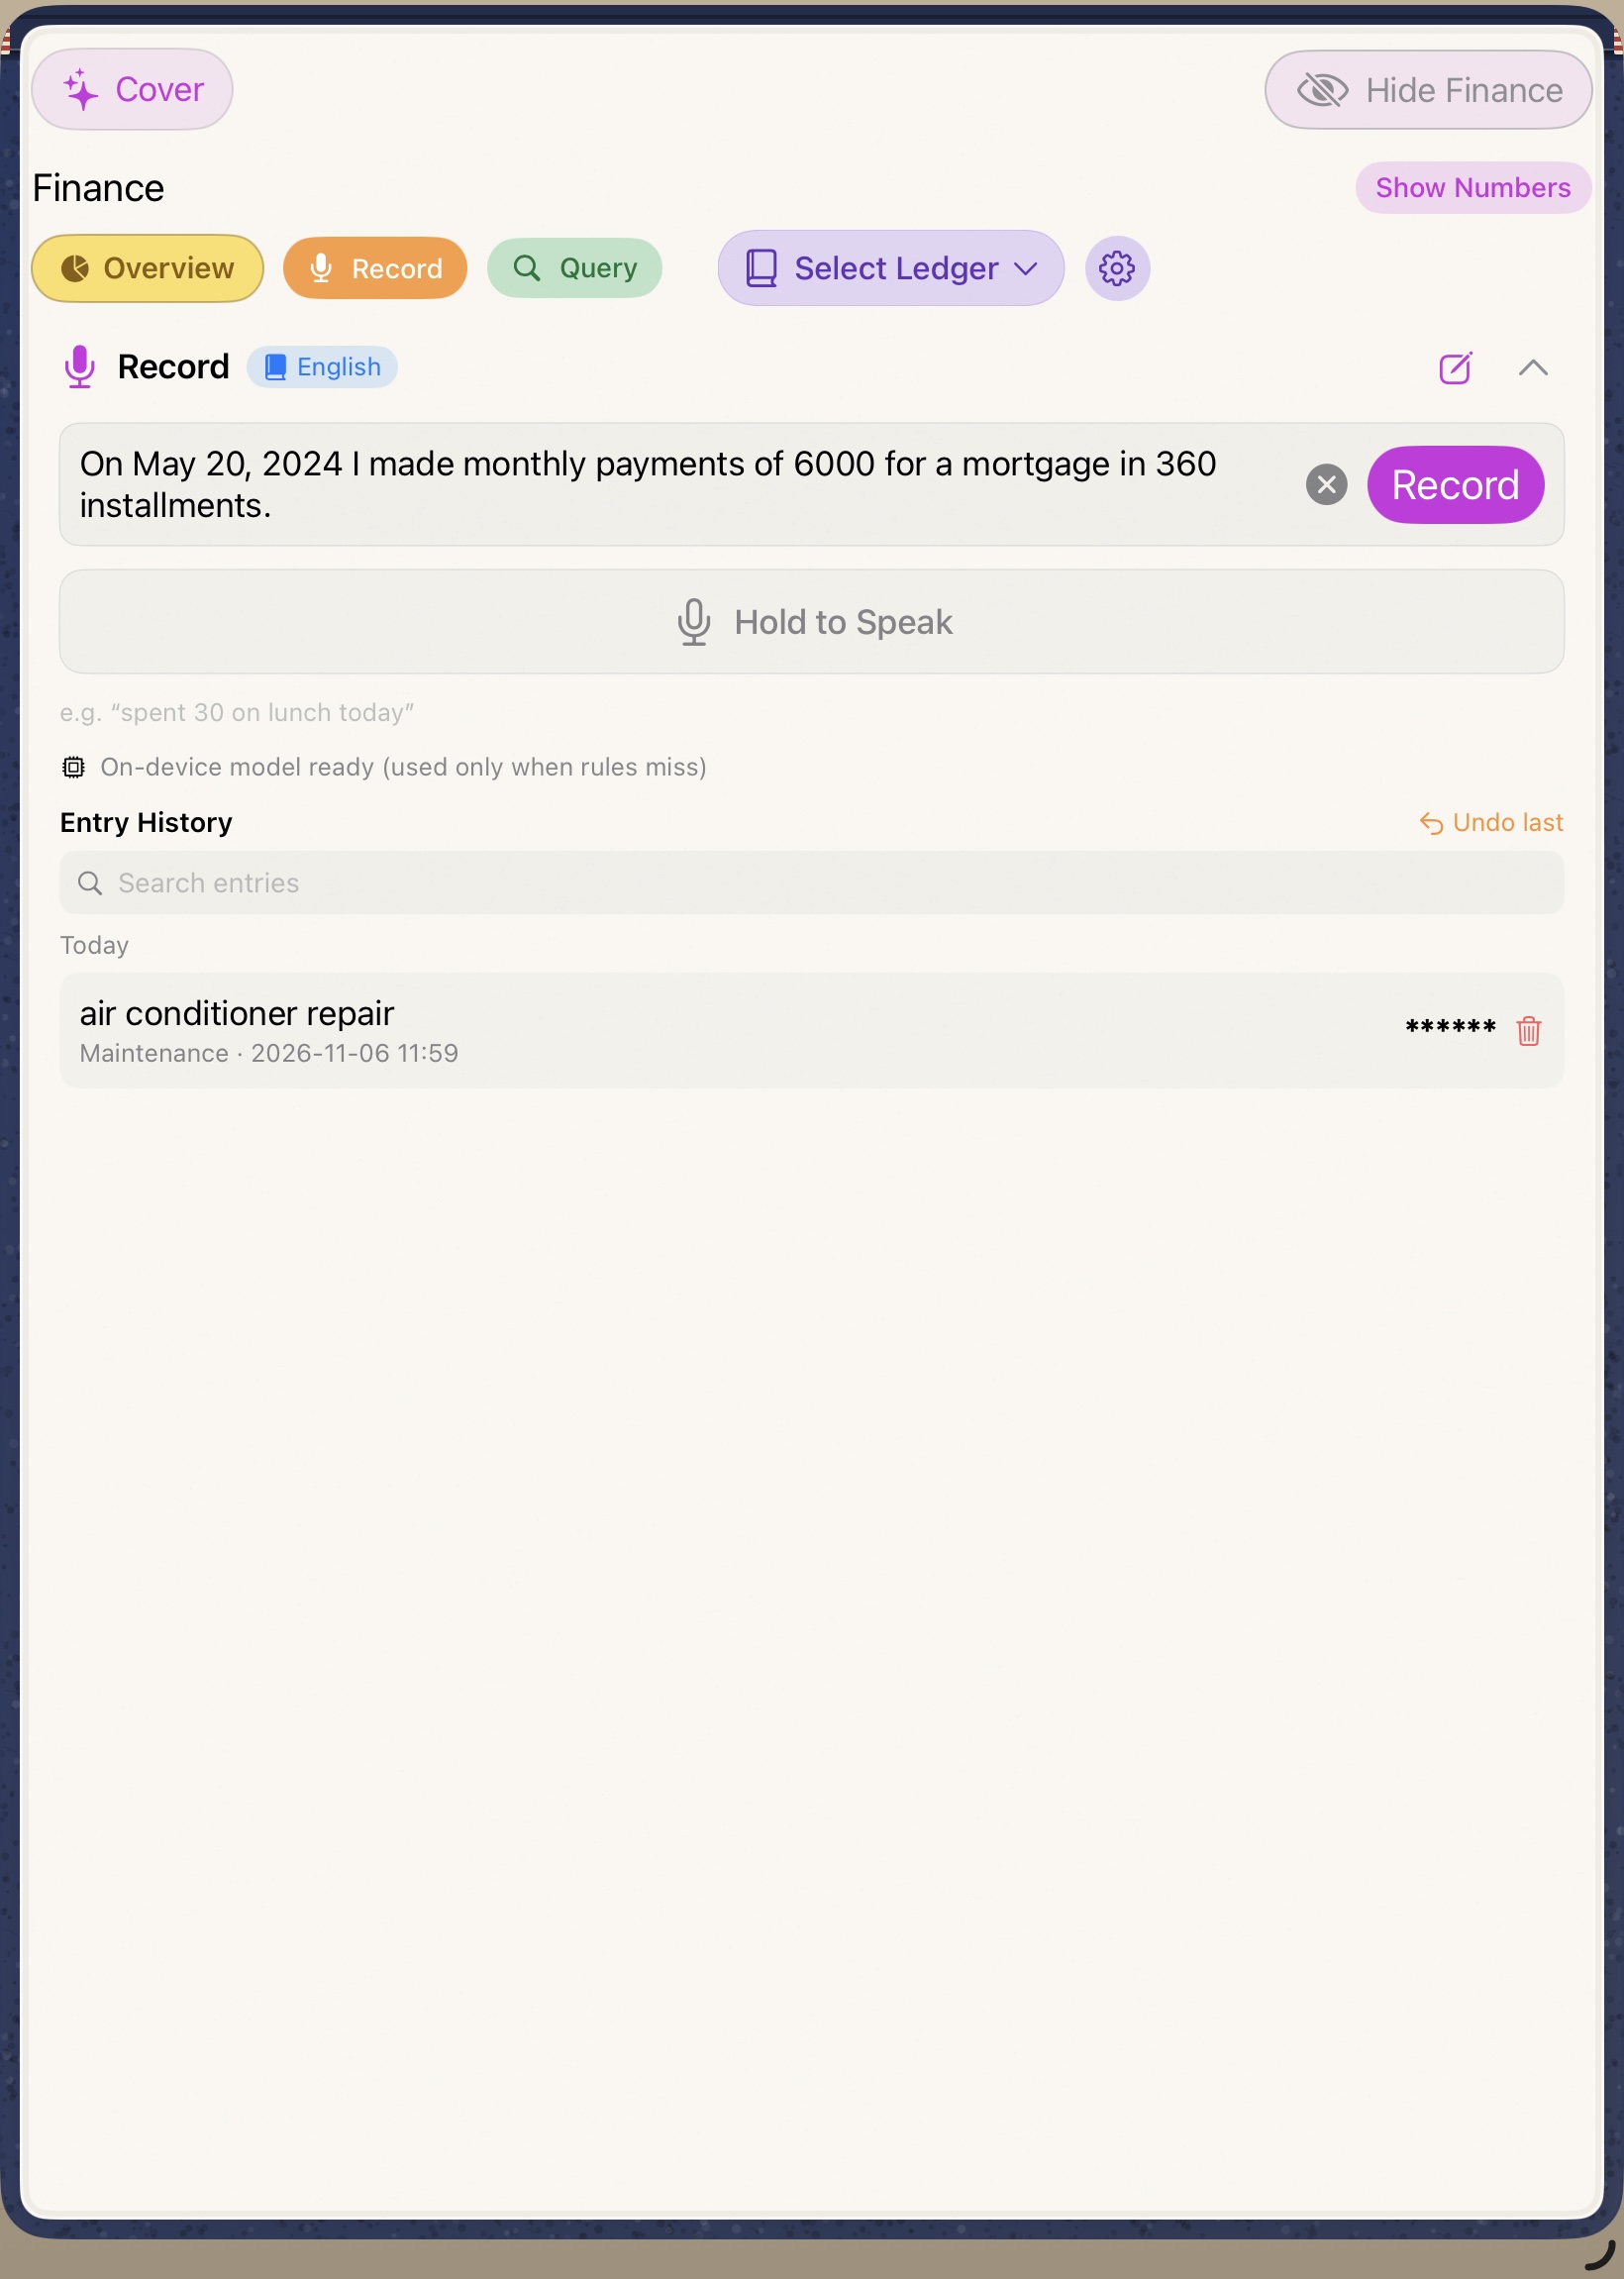 Cover
Hide Finance
Finance
Show Numbers
Overview
Record
Query
Select Ledger
Record
English
On May 20, 2024 I made monthly payments of 6000 for a mortgage in 360
installments.
Record
Hold to Speak
e.g. “spent 30 on lunch today”
On-device model ready (used only when rules miss)
Entry History
Undo last
Search entries
Today
air conditioner repair
Maintenance · 2026-11-06 11:59
******